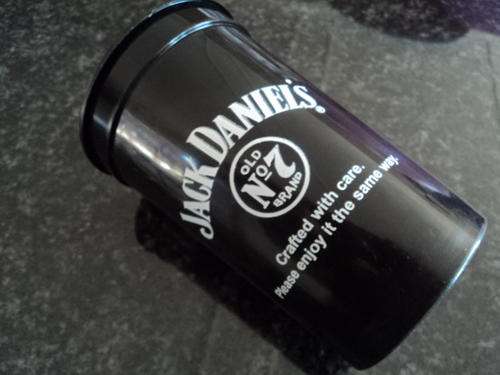 JACK DANIEL'S®
OLD
No 7
BRAND
Crafted with care.
Please enjoy it the same way.